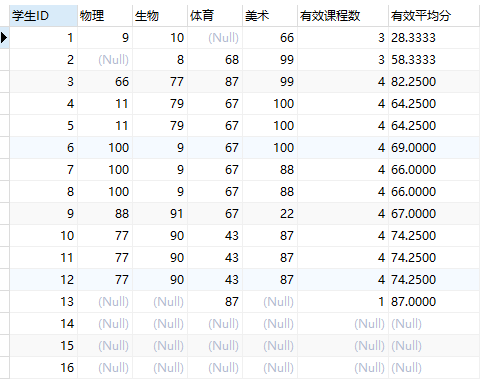 学生ID 物理 生物 体育 美术 有效课程数 有效平均分
1 9 10 (Null) 66 3 28.3333
2 (Null) 8 68 99 3 58.3333
3 66 77 87 99 4 82.2500
4 11 79 67 100 4 64.2500
5 11 79 67 100 4 64.2500
6 100 9 67 100 4 69.0000
7 100 9 67 88 4 66.0000
8 100 9 67 88 4 66.0000
9 88 91 67 22 4 67.0000
10 77 90 43 87 4 74.2500
11 77 90 43 87 4 74.2500
12 77 90 43 87 4 74.2500
13 (Null) (Null) 87 (Null) 1 87.0000
14 (Null) (Null) (Null) (Null) (Null) (Null)
15 (Null) (Null) (Null) (Null) (Null) (Null)
16 (Null) (Null) (Null) (Null) (Null) (Null)